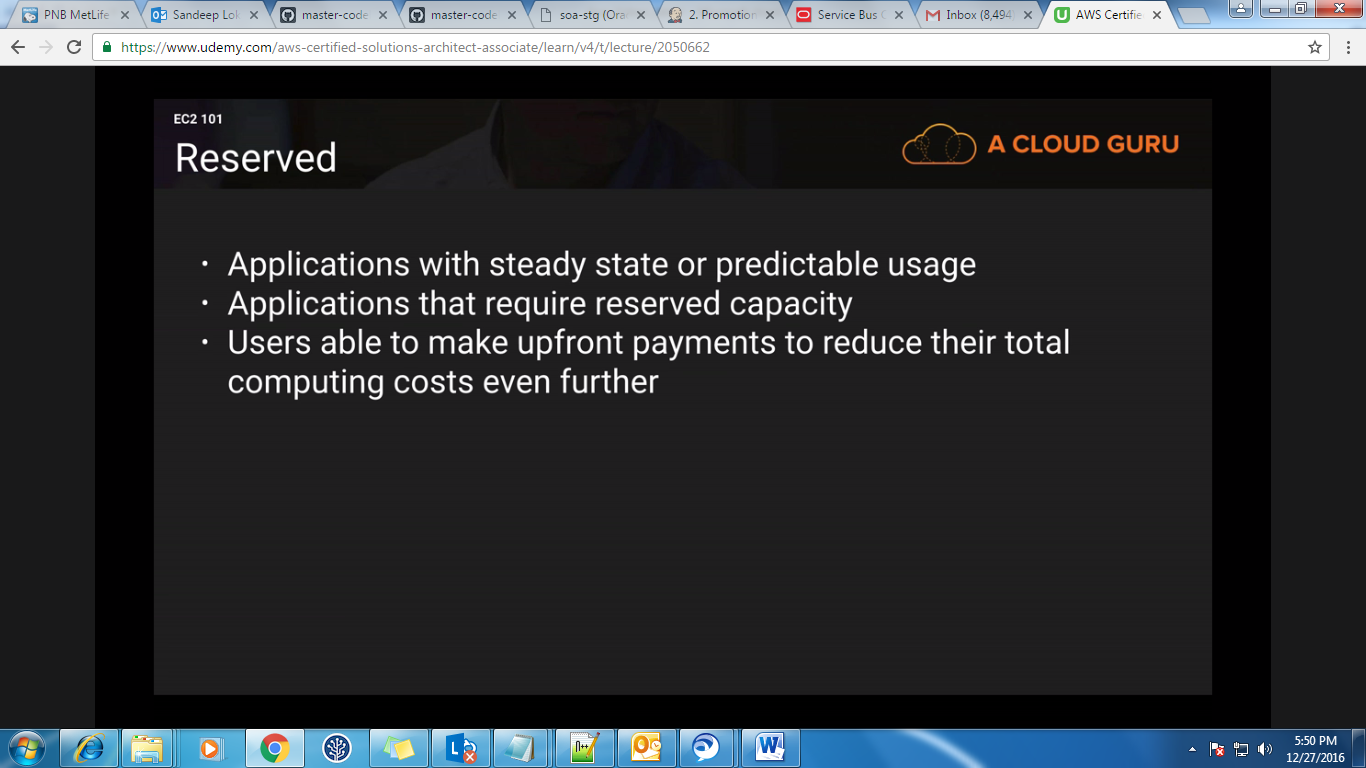 PNB MetLife
Sandeep Lok
master-code
master-code
soa-stg (Ora
2. Promotion
Service Bus
Inbox (8,494
AWS Certifie
https://www.udemy.com/aws-certified-solutions-architect-associate/learn/v4/t/lecture/2050662
EC2 101
Reserved
A CLOUD GURU
• Applications with steady state or predictable usage
• Applications that require reserved capacity
• Users able to make upfront payments to reduce their total
computing costs even further
5:50 PM
12/27/2016